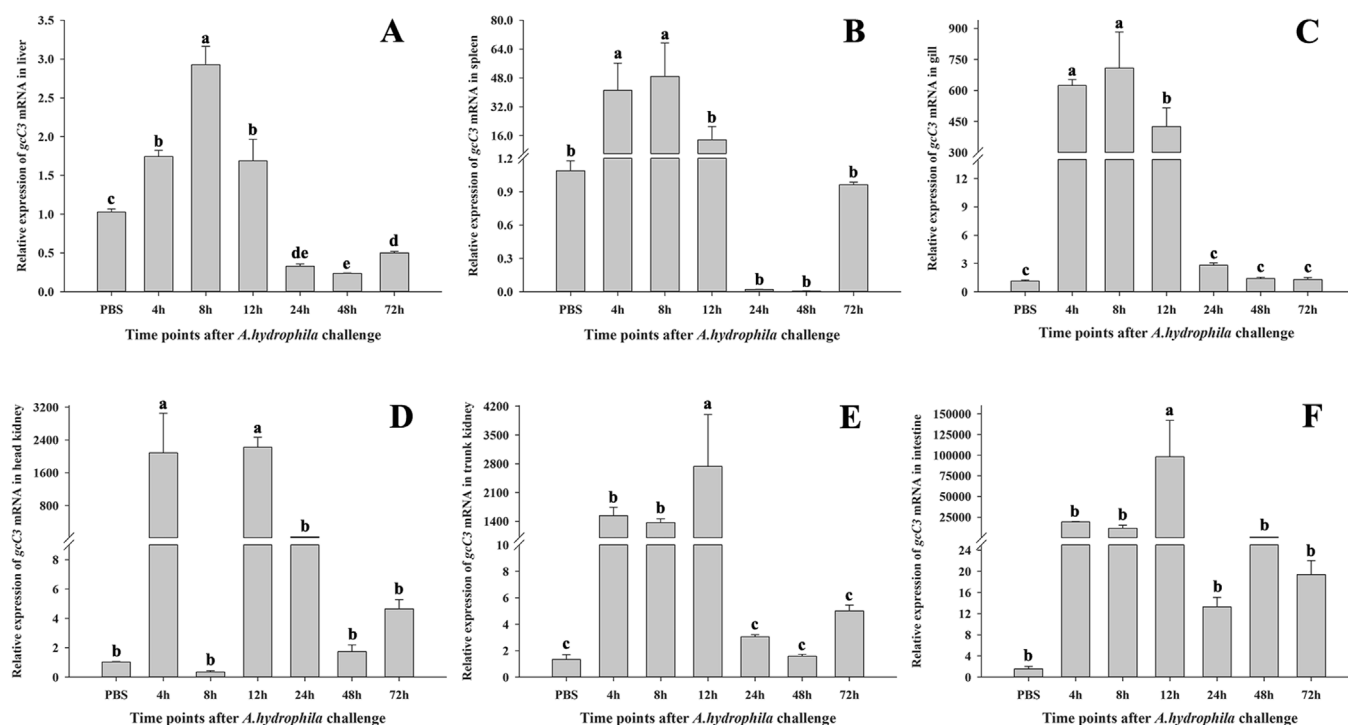 A
Relative expression of gcC3 mRNA in liver
3.5
3.0
2.5
2.0
1.5
1.0
0.5
0.0
c
b
a
b
de
e
d
PBS 4h 8h 12h 24h 48h 72h
Time points after A.hydrophila challenge
B
Relative expression of gcC3 mRNA in spleen
80.0
64.0
48.0
32.0
16.0
1.2
0.9
0.6
0.3
0.0
b
a
a
b
b
b
b
PBS 4h 8h 12h 24h 48h 72h
Time points after A.hydrophila challenge
C
Relative expression of gcC3 mRNA in gill
900
750
600
450
300
12
9
6
3
0
c
a
a
b
c
c
c
PBS 4h 8h 12h 24h 48h 72h
Time points after A.hydrophila challenge
D
Relative expression of gcC3 mRNA in head kidney
3200
2400
1600
800
8
6
4
2
0
b
a
b
a
b
b
b
PBS 4h 8h 12h 24h 48h 72h
Time points after A.hydrophila challenge
E
Relative expression of gcC3 mRNA in trunk kidney
4200
3500
2800
2100
1400
10
8
6
4
2
0
c
b
b
a
c
c
c
PBS 4h 8h 12h 24h 48h 72h
Time points after A.hydrophila challenge
F
Relative expression of gcC3 mRNA in intestine
150000
125000
100000
75000
50000
25000
24
20
16
12
8
4
0
b
b
b
a
b
b
b
PBS 4h 8h 12h 24h 48h 72h
Time points after A.hydrophila challenge